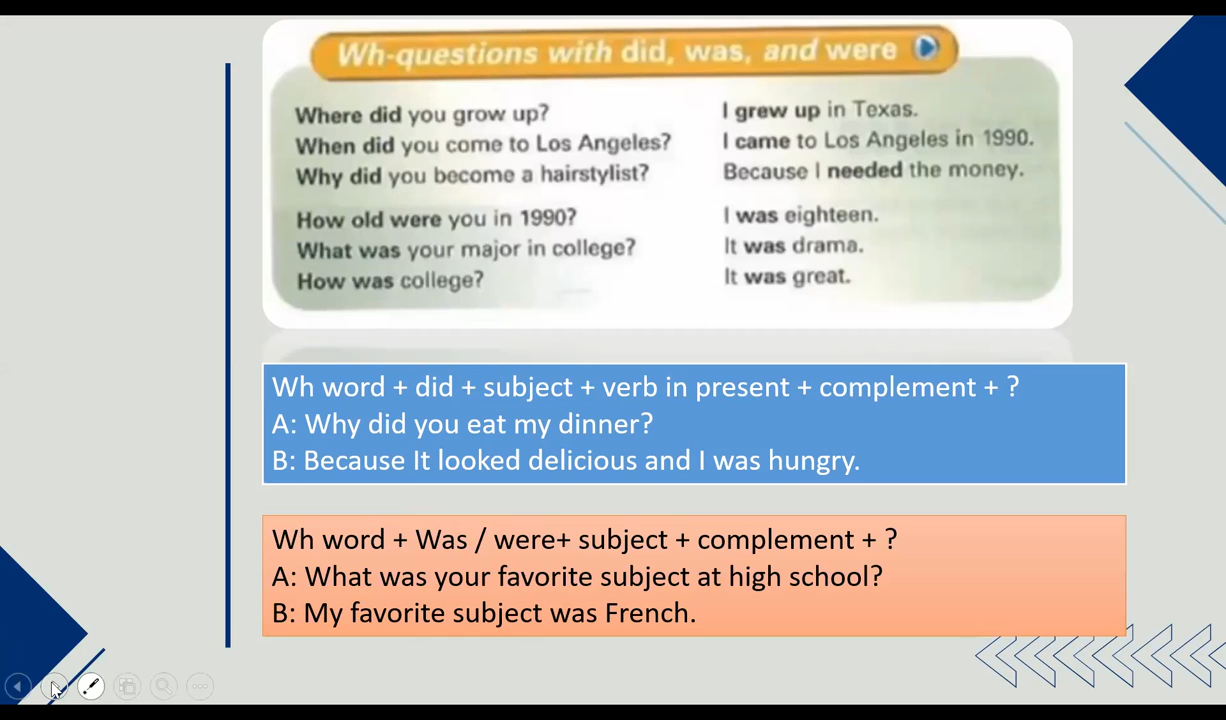 Wh-questions with did, was, and were
Where did you grow up?
I grew up in Texas.
When did you come to Los Angeles?
I came to Los Angeles in 1990.
Why did you become a hairstylist?
Because I needed the money.
How old were you in 1990?
I was eighteen.
What was your major in college?
It was drama.
How was college?
It was great.
Wh word + did + subject + verb in present + complement + ?
A: Why did you eat my dinner?
B: Because It looked delicious and I was hungry.
Wh word + Was / were+ subject + complement + ?
A: What was your favorite subject at high school?
B: My favorite subject was French.